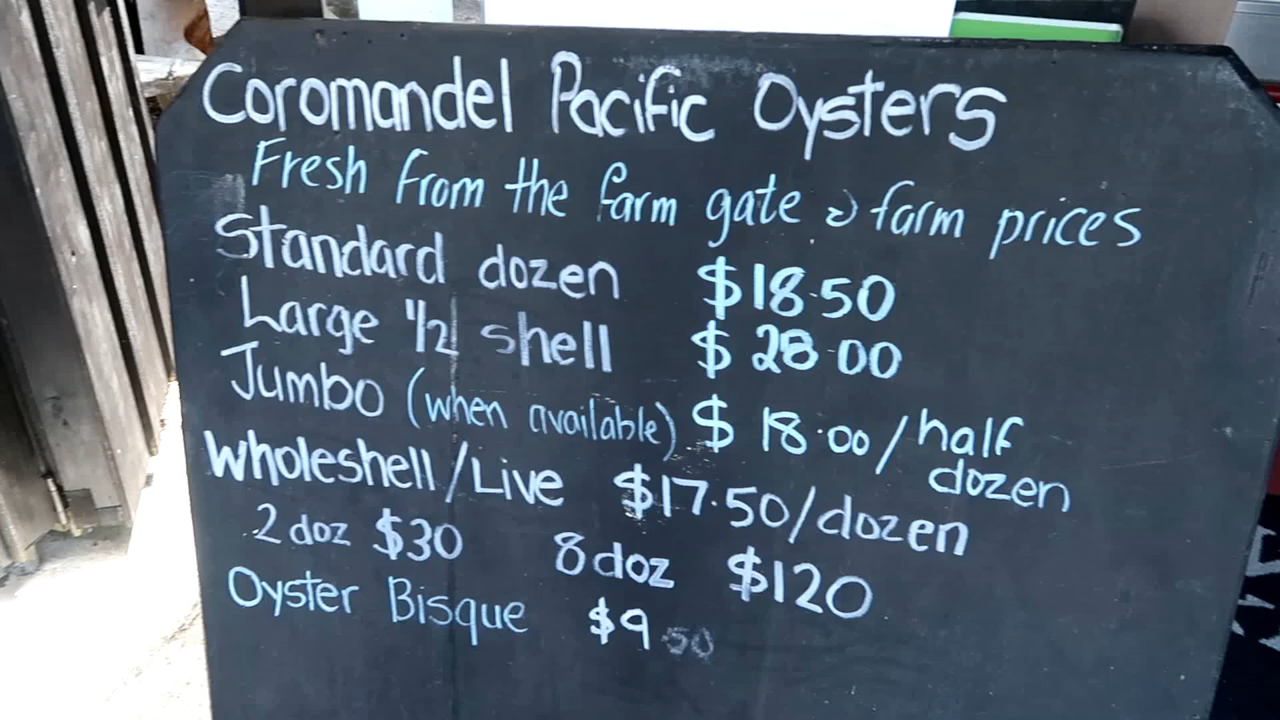 Coromandel Pacific Oysters
Fresh from the farm gate & farm prices
Standard dozen $18.50
Large 1/2 shell $28.00
Jumbo (when available) $18.00/half dozen
Wholeshell/Live $17.50/dozen
2 doz $30 8 doz $120
Oyster Bisque $9.50